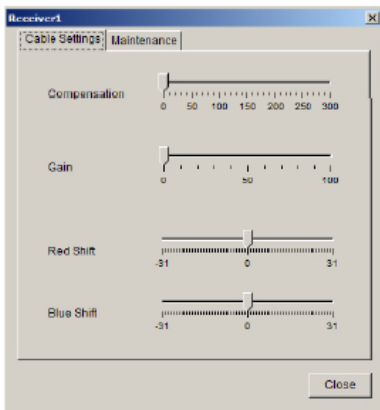 Receiver1
Cable Settings Maintenance
Compensation
0 50 100 150 200 250 300
Gain
0 50 100
Red Shift
-31 0 31
Blue Shift
-31 0 31
Close